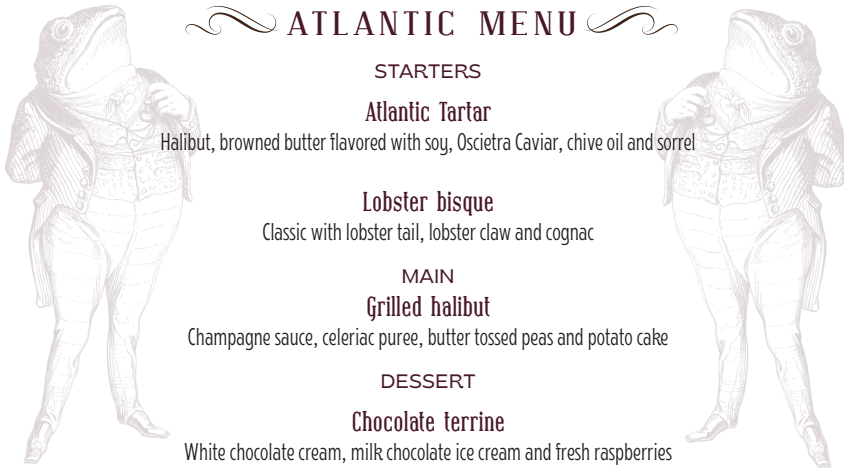 ATLANTIC MENU
STARTERS
Atlantic Tartar
Halibut, browned butter flavored with soy, Oscietra Caviar, chive oil and sorrel
Lobster bisque
Classic with lobster tail, lobster claw and cognac
MAIN
Grilled halibut
Champagne sauce, celeriac puree, butter tossed peas and potato cake
DESSERT
Chocolate terrine
White chocolate cream, milk chocolate ice cream and fresh raspberries